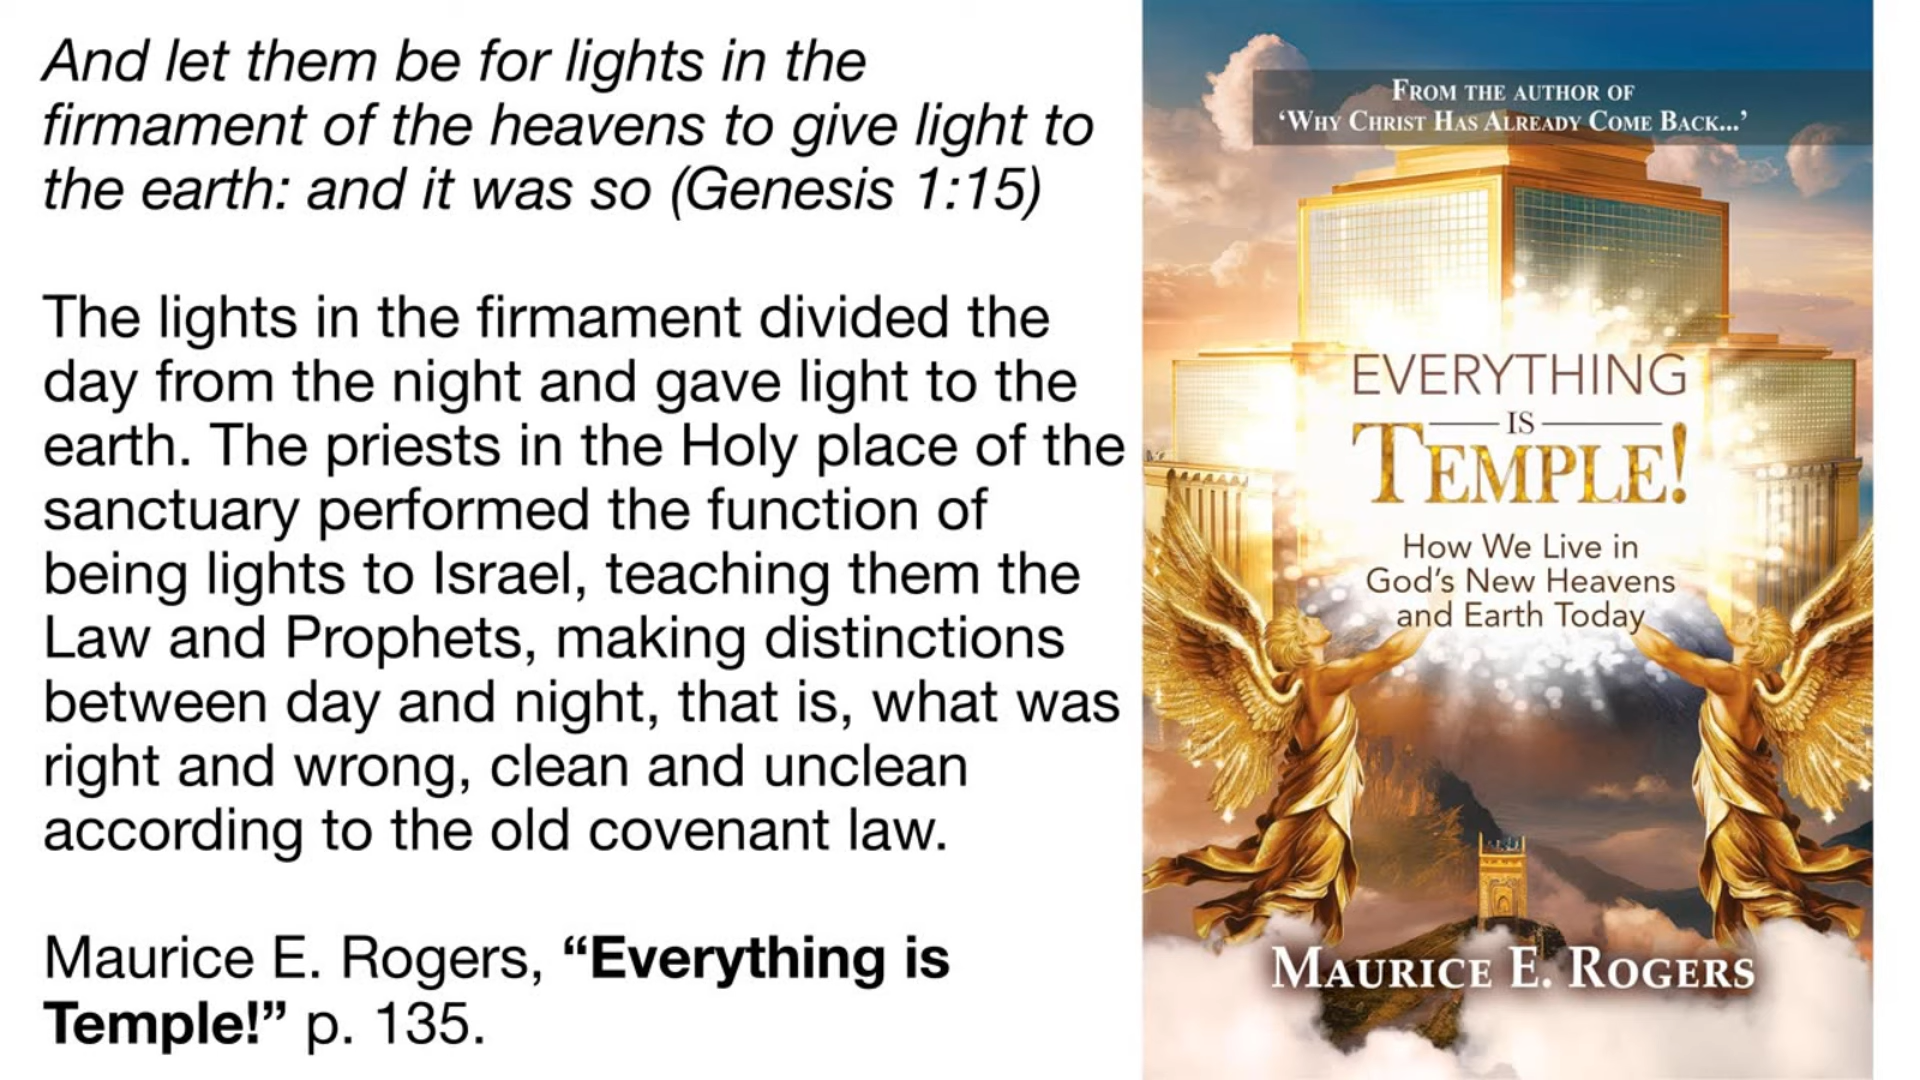 And let them be for lights in the
firmament of the heavens to give light to
the earth: and it was so (Genesis 1:15)
The lights in the firmament divided the
day from the night and gave light to the
earth. The priests in the Holy place of the
sanctuary performed the function of
being lights to Israel, teaching them the
Law and Prophets, making distinctions
between day and night, that is, what was
right and wrong, clean and unclean
according to the old covenant law.
Maurice E. Rogers, “Everything is
Temple!” p. 135.
FROM THE AUTHOR OF
‘WHY CHRIST HAS ALREADY COME BACK...’
EVERYTHING
IS
TEMPLE!
How We Live in
God’s New Heavens
and Earth Today
MAURICE E. ROGERS